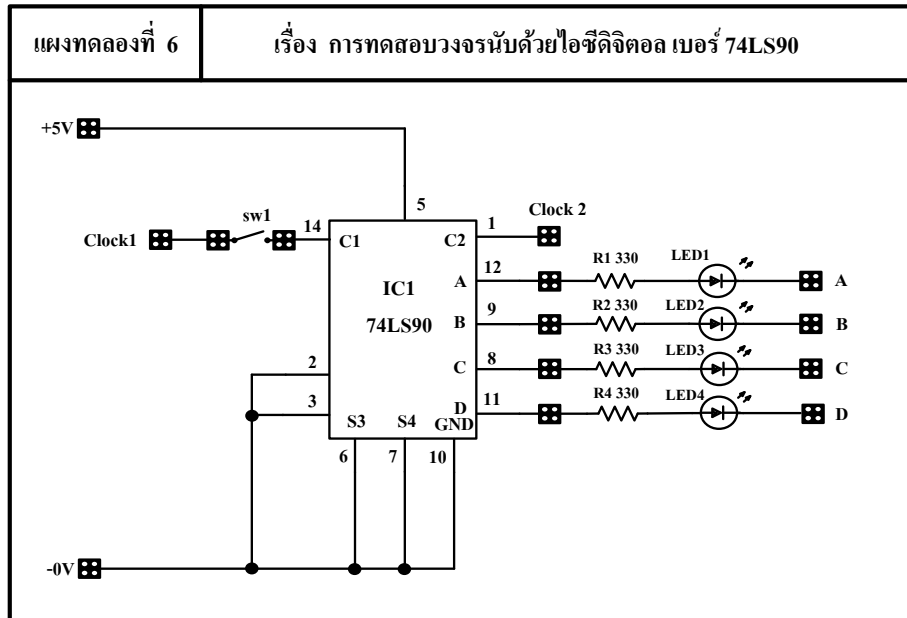 แผงทดลองที่ 6
เรื่อง การทดสอบวงจรนับด้วยไอซีดิจิตอล เบอร์ 74LS90
+5V
5
Clock1
sw1
14
C1
C2
1
Clock 2
IC1
74LS90
A
12
R1 330
LED1
A
B
9
R2 330
LED2
B
C
8
R3 330
LED3
C
D
11
R4 330
LED4
D
2
3
S3
S4
GND
6
7
10
-0V